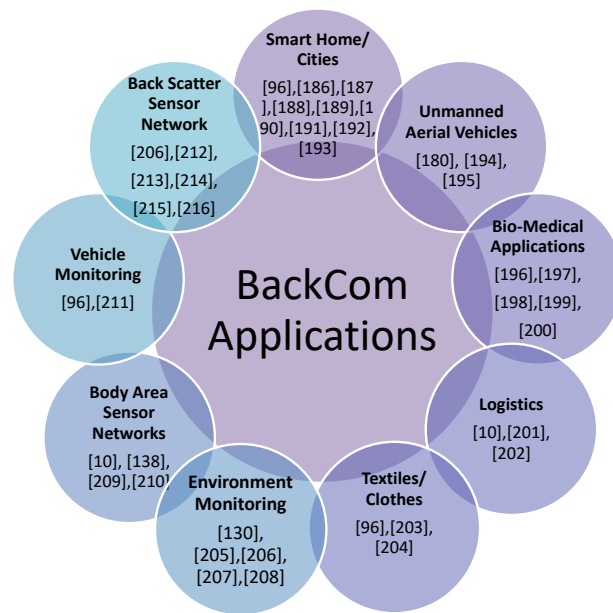 Smart Home/
Cities
[96],[186],[187
],[188],[189],[1
90],[191],[192],
[193]
Unmanned
Aerial Vehicles
[180], [194],
[195]
Bio-Medical
Applications
[196],[197],
[198],[199],
[200]
Logistics
[10],[201],
[202]
Textiles/
Clothes
[96],[203],
[204]
Environment
Monitoring
[130],
[205],[206],
[207],[208]
Body Area
Sensor
Networks
[10], [138],
[209],[210]
Vehicle
Monitoring
[96],[211]
Back Scatter
Sensor
Network
[206],[212],
[213],[214],
[215],[216]
BackCom
Applications